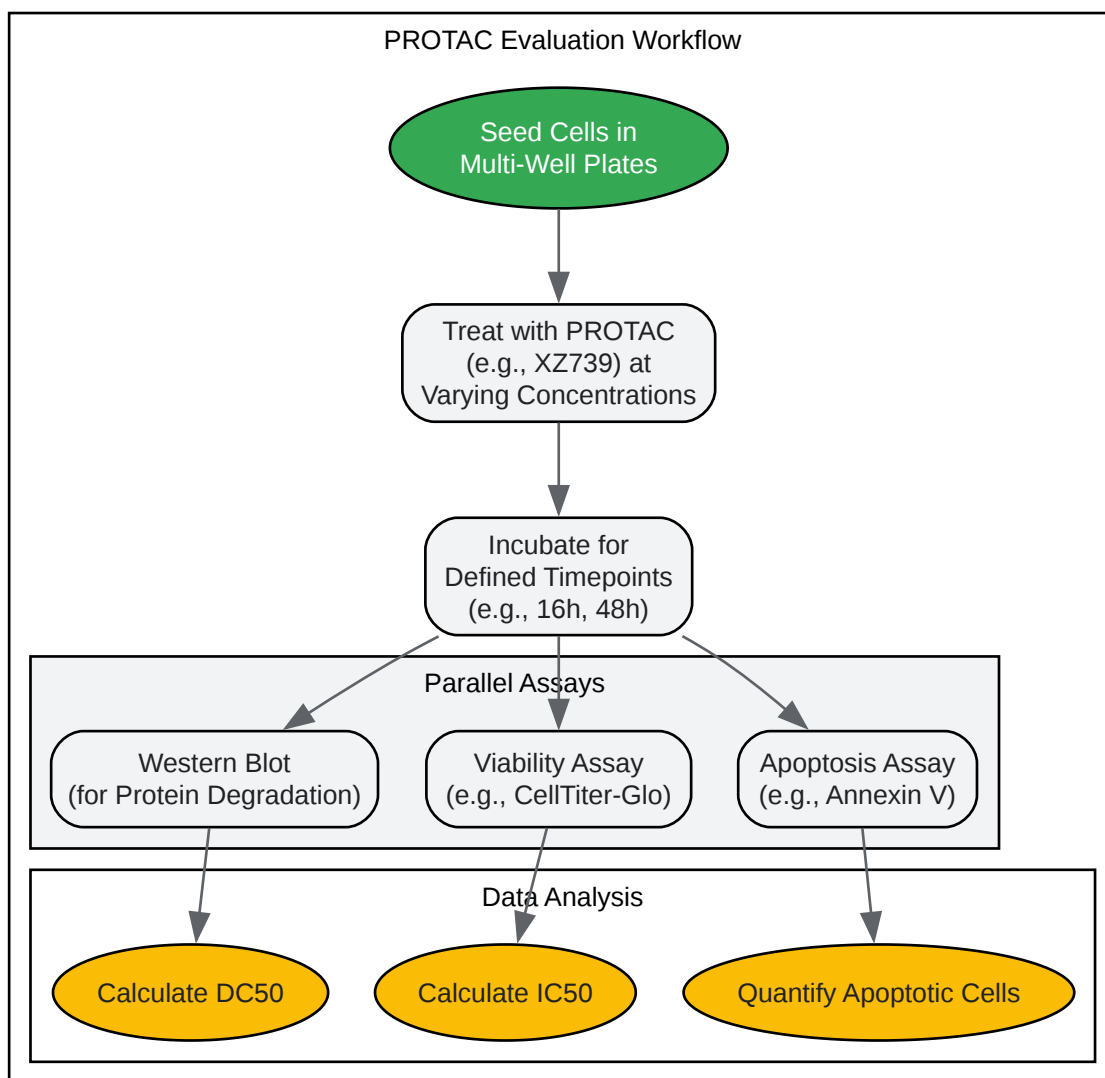 PROTAC Evaluation Workflow
Seed Cells in
Multi-Well Plates
Treat with PROTAC
(e.g., XZ739) at
Varying Concentrations
Incubate for
Defined Timepoints
(e.g., 16h, 48h)
Parallel Assays
Western Blot
(for Protein Degradation)
Viability Assay
(e.g., CellTiter-Glo)
Apoptosis Assay
(e.g., Annexin V)
Data Analysis
Calculate DC50
Calculate IC50
Quantify Apoptotic Cells